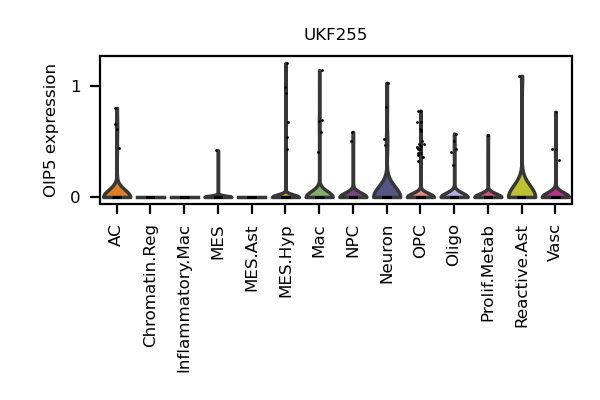 UKF255
OIP5 expression
1
0
AC
Chromatin.Reg
Inflammatory.Mac
MES
MES.Ast
MES.Hyp
Mac
NPC
Neuron
OPC
Oligo
Prolif.Metab
Reactive.Ast
Vasc